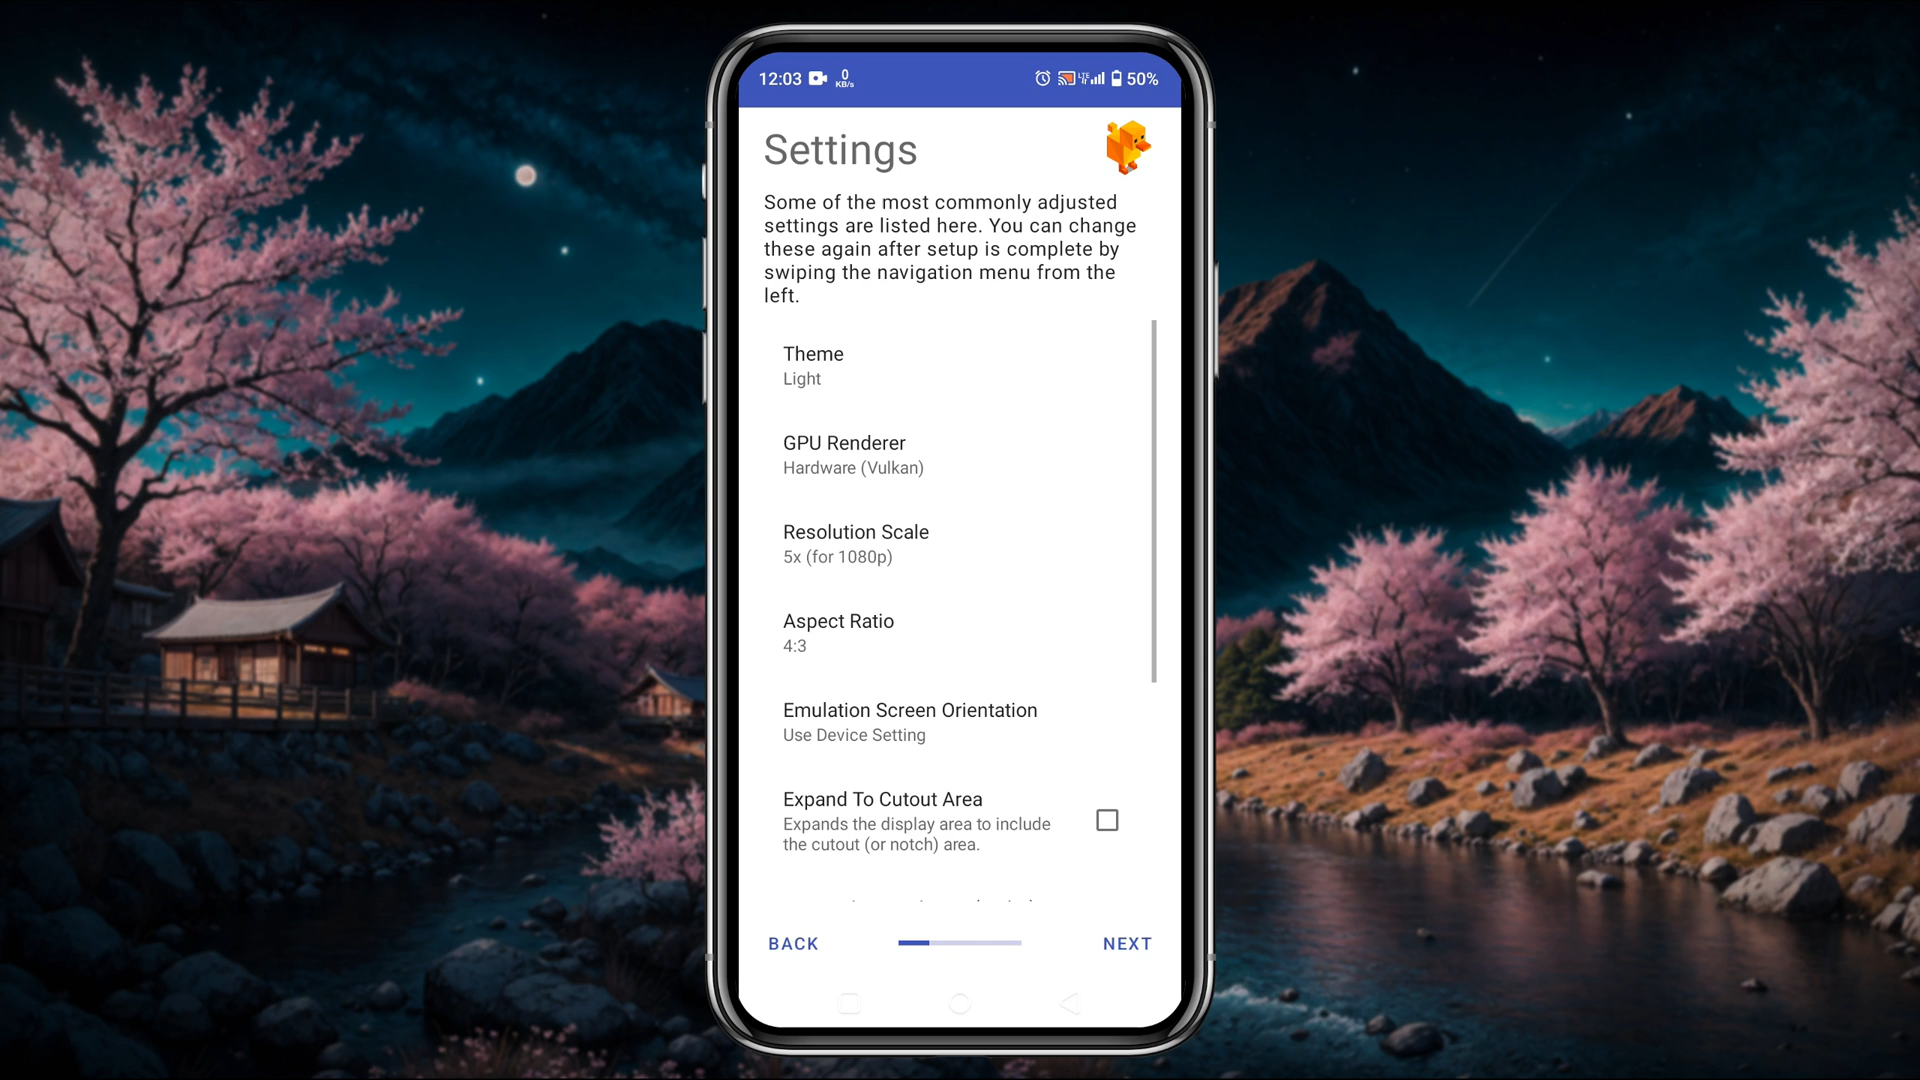 12:03 0 KB/s LTE 50%
Settings
Some of the most commonly adjusted
settings are listed here. You can change
these again after setup is complete by
swiping the navigation menu from the
left.
Theme
Light
GPU Renderer
Hardware (Vulkan)
Resolution Scale
5x (for 1080p)
Aspect Ratio
4:3
Emulation Screen Orientation
Use Device Setting
Expand To Cutout Area
Expands the display area to include
the cutout (or notch) area.
BACK NEXT